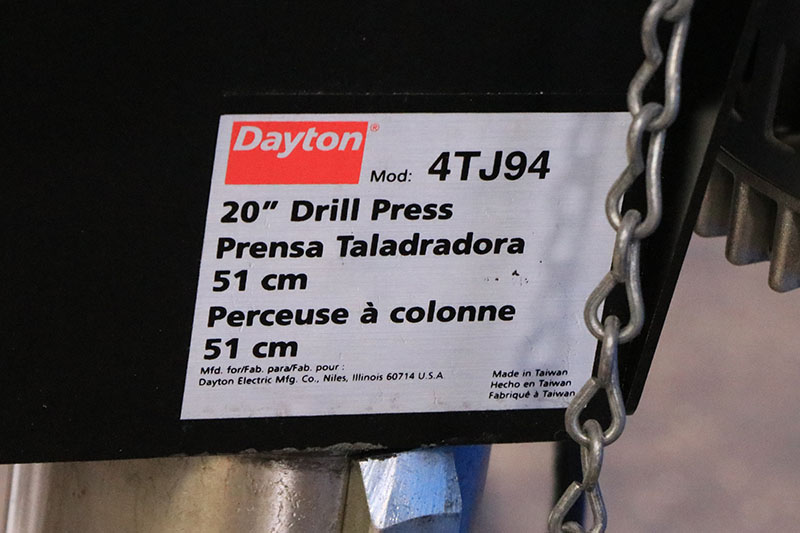 Dayton®
Mod: 4TJ94
20" Drill Press
Prensa Taladradora
51 cm
Perceuse à colonne
51 cm
Mfd. for/Fab. para/Fab. pour :
Dayton Electric Mfg. Co., Niles, Illinois 60714 U.S.A
Made in Taiwan
Hecho en Taiwan
Fabriqué à Taiwan